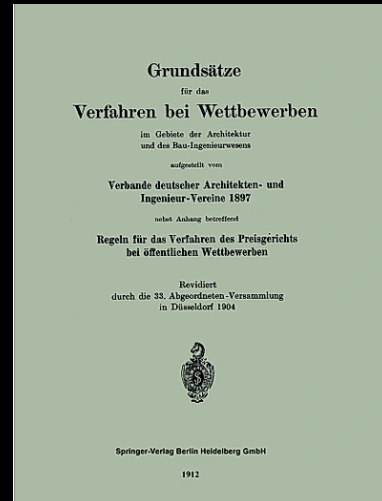 Grundsätze
für das
Verfahren bei Wettbewerben
im Gebiete der Architektur
und des Bau-Ingenieurwesens
aufgestellt vom
Verbande deutscher Architekten- und
Ingenieur-Vereine 1897
nebst Anhang betreffend
Regeln für das Verfahren des Preisgerichts
bei öffentlichen Wettbewerben
Revidiert
durch die 33. Abgeordneten-Versammlung
in Düsseldorf 1904
S
Springer-Verlag Berlin Heidelberg GmbH
1912